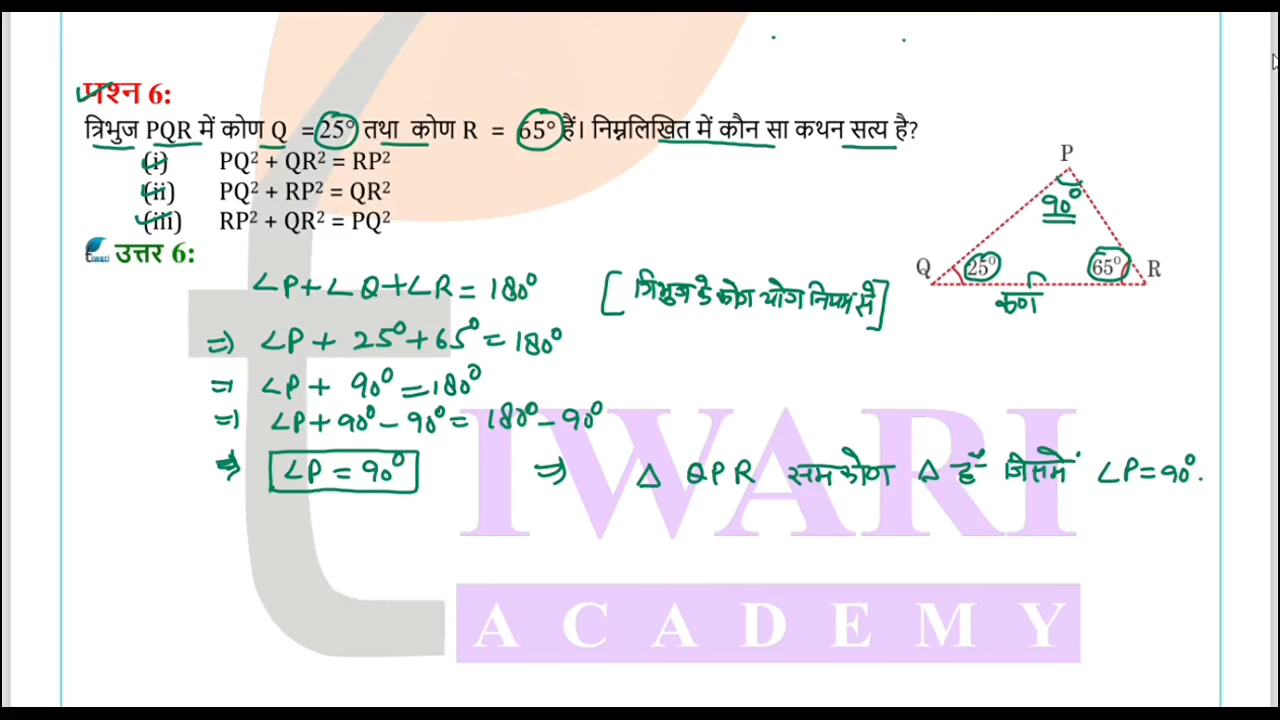 प्रश्न 6:
त्रिभुज PQR में कोण Q = 25° तथा कोण R = 65° हैं। निम्नलिखित में कौन सा कथन सत्य है?
(i) PQ² + QR² = RP²
(ii) PQ² + RP² = QR²
(iii) RP² + QR² = PQ²
P
90°
Q 25° 65° R
कर्ण
tiwari उत्तर 6:
∠P + ∠Q + ∠R = 180° [त्रिभुज के कोण योग नियम से]
⇒ ∠P + 25° + 65° = 180°
⇒ ∠P + 90° = 180°
⇒ ∠P + 90° - 90° = 180° - 90°
⇒ ∠P = 90° ⇒ Δ QPR समकोण Δ हैं जिसमें ∠P = 90°.
TIWARI
ACADEMY